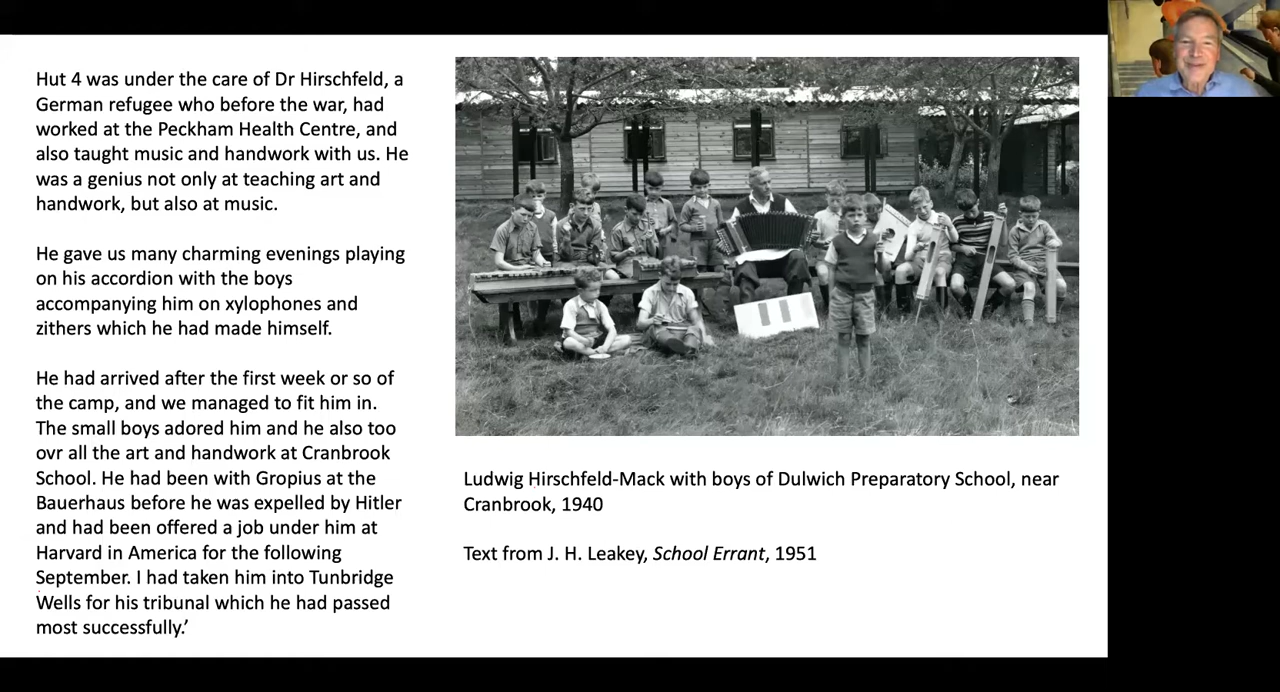 Hut 4 was under the care of Dr Hirschfeld, a
German refugee who before the war, had
worked at the Peckham Health Centre, and
also taught music and handwork with us. He
was a genius not only at teaching art and
handwork, but also at music.
He gave us many charming evenings playing
on his accordion with the boys
accompanying him on xylophones and
zithers which he had made himself.
He had arrived after the first week or so of
the camp, and we managed to fit him in.
The small boys adored him and he also too
ovr all the art and handwork at Cranbrook
School. He had been with Gropius at the
Bauerhaus before he was expelled by Hitler
and had been offered a job under him at
Harvard in America for the following
September. I had taken him into Tunbridge
Wells for his tribunal which he had passed
most successfully.’
Ludwig Hirschfeld-Mack with boys of Dulwich Preparatory School, near
Cranbrook, 1940
Text from J. H. Leakey, School Errant, 1951